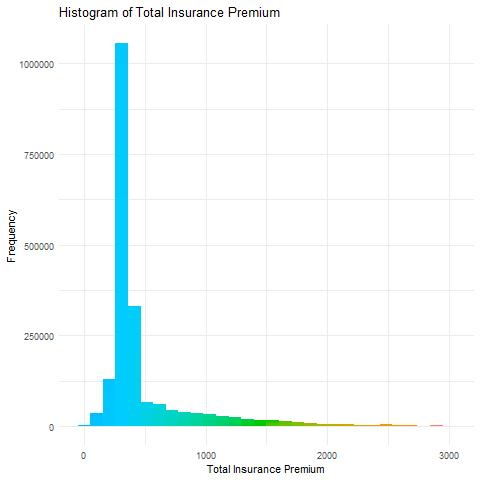 Histogram of Total Insurance Premium
1000000
750000
500000
250000
0
Frequency
0 1000 2000 3000
Total Insurance Premium